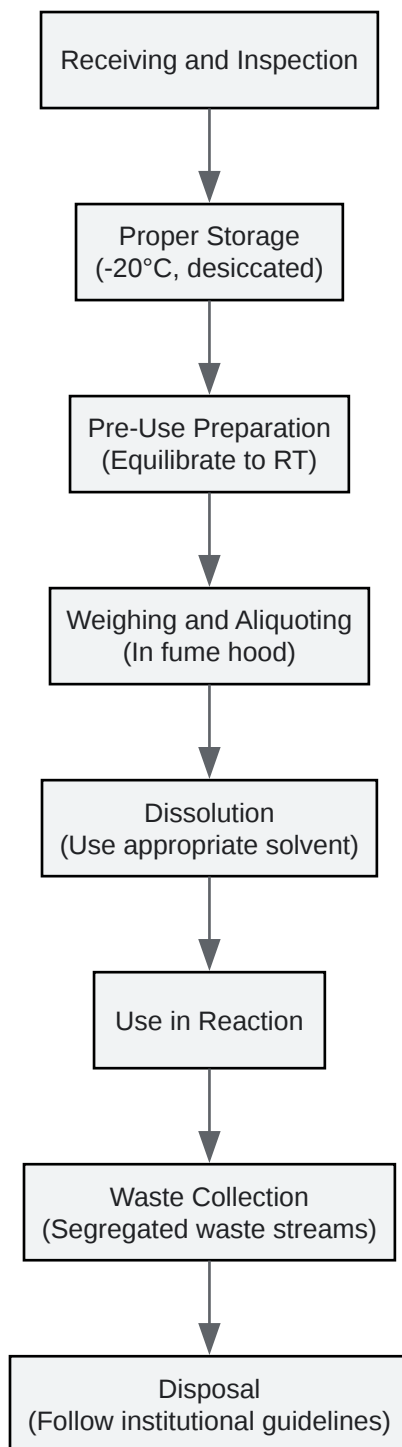 Receiving and Inspection
Proper Storage
(-20°C, desiccated)
Pre-Use Preparation
(Equilibrate to RT)
Weighing and Aliquoting
(In fume hood)
Dissolution
(Use appropriate solvent)
Use in Reaction
Waste Collection
(Segregated waste streams)
Disposal
(Follow institutional guidelines)